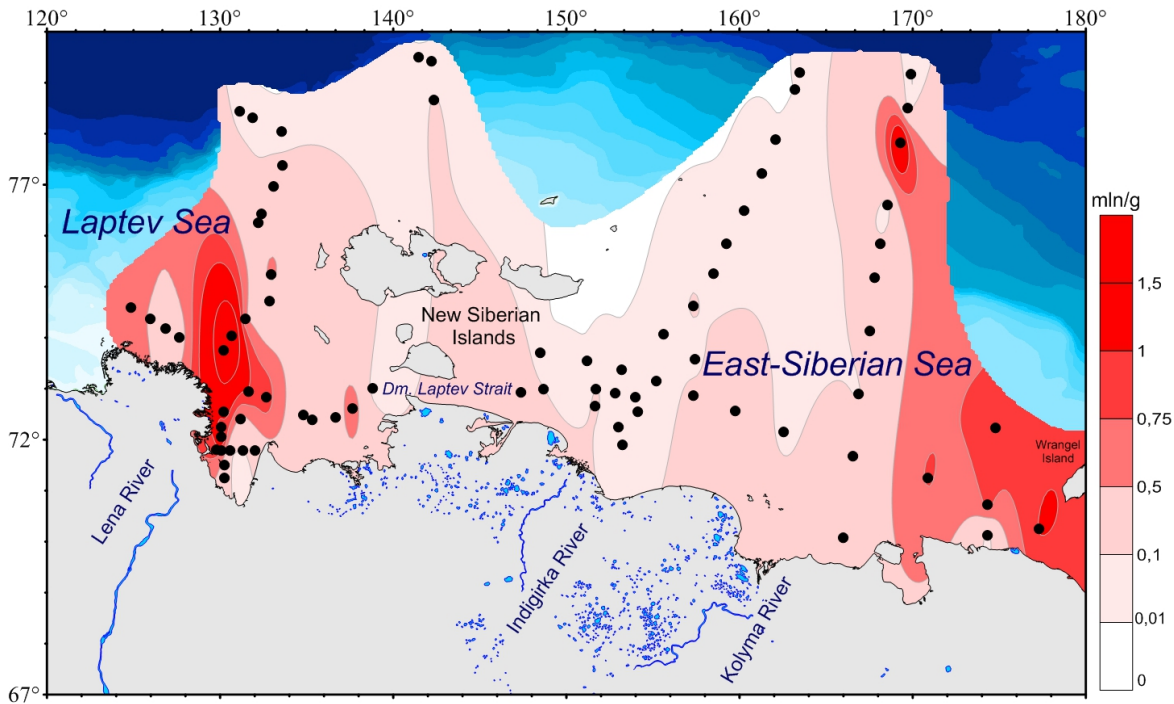 120° 130° 140° 150° 160° 170° 180°
77°
72°
67°
Laptev Sea
New Siberian
Islands
Dm. Laptev Strait
East-Siberian Sea
Wrangel
Island
Lena River
Indigirka River
Kolyma River
mln/g
1,5
1
0,75
0,5
0,1
0,01
0